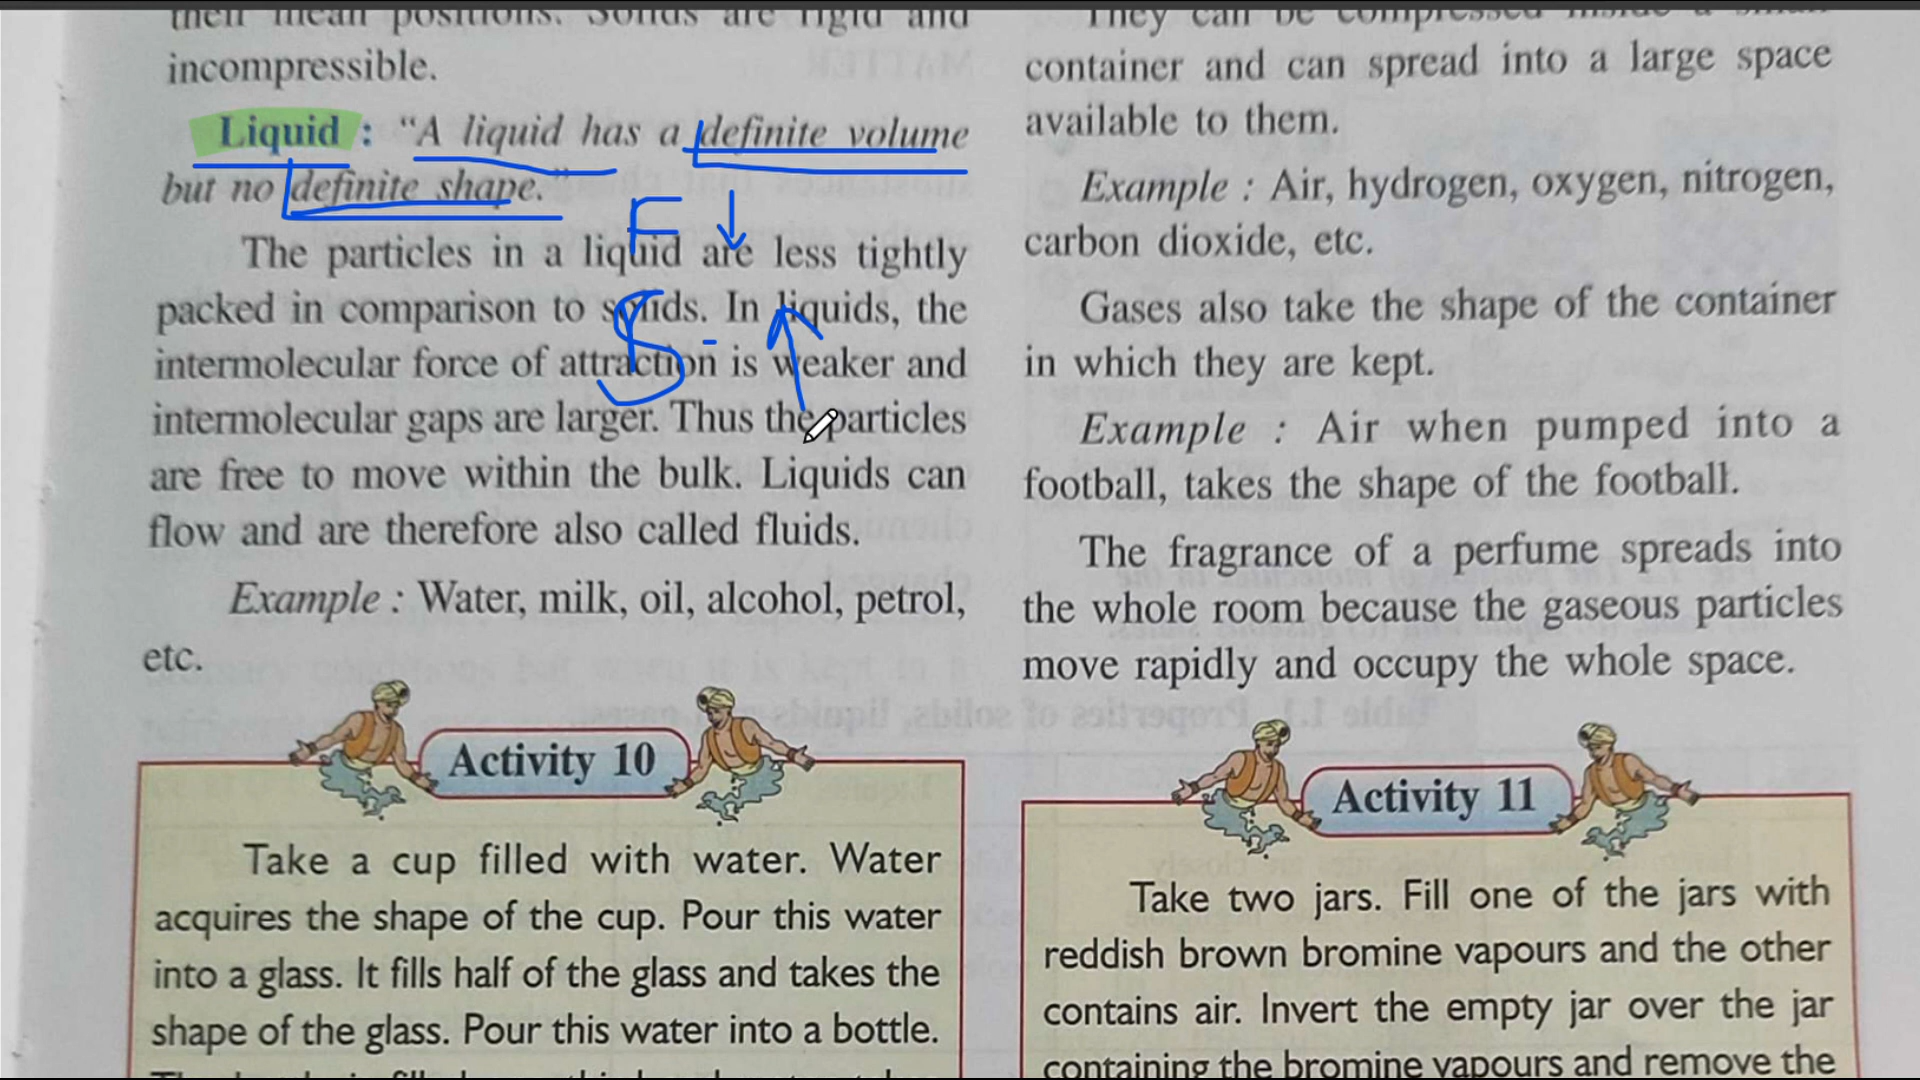 their mean positions. Solids are rigid and
incompressible.
Liquid : “A liquid has a definite volume
but no definite shape.”
F ↓
The particles in a liquid are less tightly
packed in comparison to solids. In liquids, the
S - ↑
intermolecular force of attraction is weaker and
intermolecular gaps are larger. Thus the particles
are free to move within the bulk. Liquids can
flow and are therefore also called fluids.
Example : Water, milk, oil, alcohol, petrol,
etc.
Activity 10
Take a cup filled with water. Water
acquires the shape of the cup. Pour this water
into a glass. It fills half of the glass and takes the
shape of the glass. Pour this water into a bottle.
They can be compressed inside a small
container and can spread into a large space
available to them.
Example : Air, hydrogen, oxygen, nitrogen,
carbon dioxide, etc.
Gases also take the shape of the container
in which they are kept.
Example : Air when pumped into a
football, takes the shape of the football.
The fragrance of a perfume spreads into
the whole room because the gaseous particles
move rapidly and occupy the whole space.
Activity 11
Take two jars. Fill one of the jars with
reddish brown bromine vapours and the other
contains air. Invert the empty jar over the jar
containing the bromine vapours and remove the